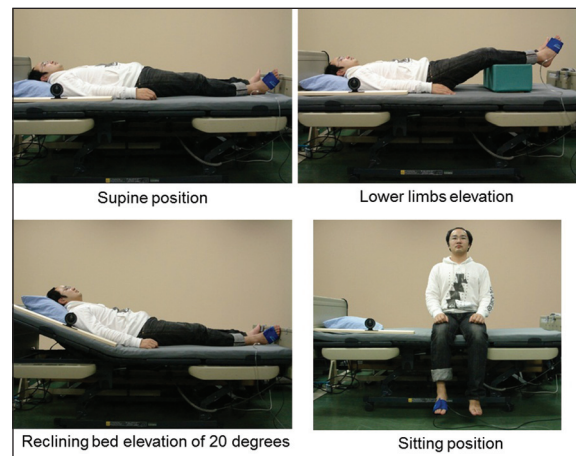 Supine position
Lower limbs elevation
Reclining bed elevation of 20 degrees
Sitting position